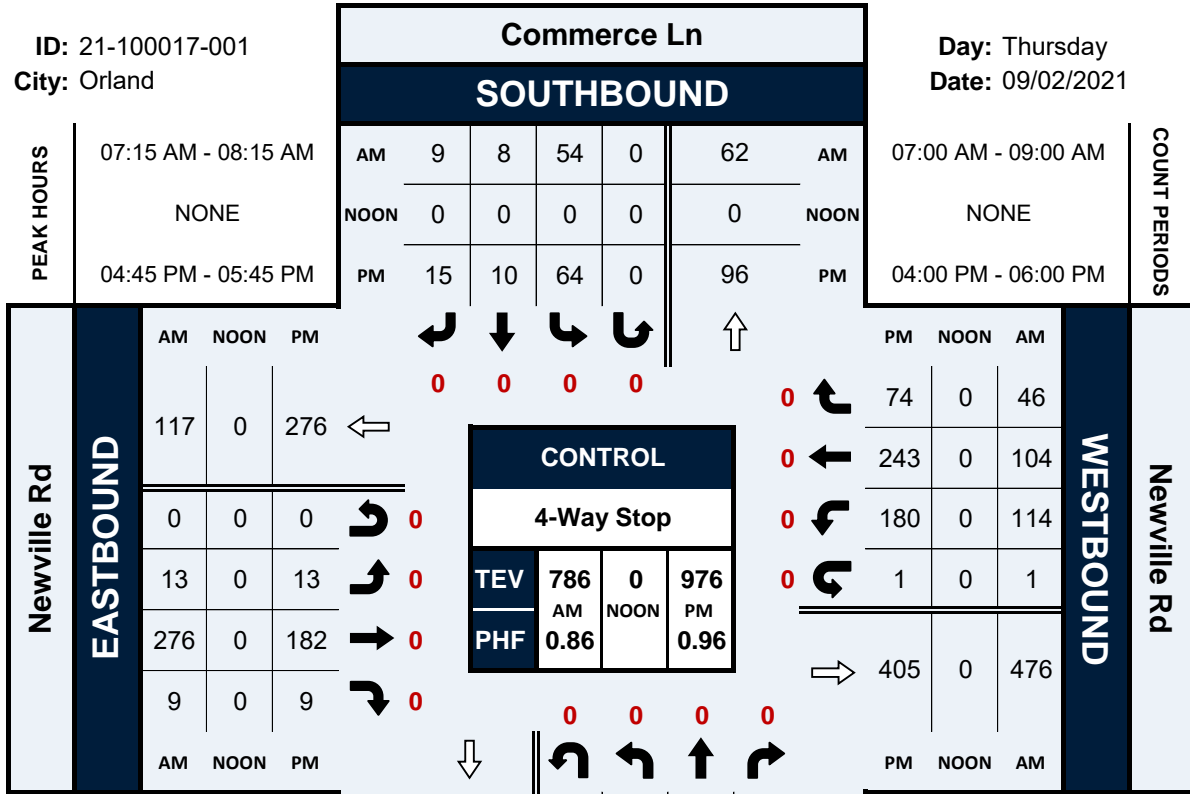 ID: 21-100017-001
City: Orland
Commerce Ln
SOUTHBOUND
Day: Thursday
Date: 09/02/2021
PEAK HOURS
07:15 AM - 08:15 AM
NONE
04:45 PM - 05:45 PM
AM 9 8 54 0 62 AM
NOON 0 0 0 0 0 NOON
PM 15 10 64 0 96 PM
07:00 AM - 09:00 AM
NONE
04:00 PM - 06:00 PM
COUNT PERIODS
Newville Rd
EASTBOUND
AM NOON PM
117 0 276
0 0 0 0
13 0 13 0
276 0 182 0
9 0 9 0
AM NOON PM
0 0 0 0
CONTROL
4-Way Stop
TEV 786 0 976
AM NOON PM
PHF 0.86 0.96
0 0 0 0
PM NOON AM
0 74 0 46
0 243 0 104
0 180 0 114
0 1 0 1
405 0 476
PM NOON AM
WESTBOUND
Newville Rd